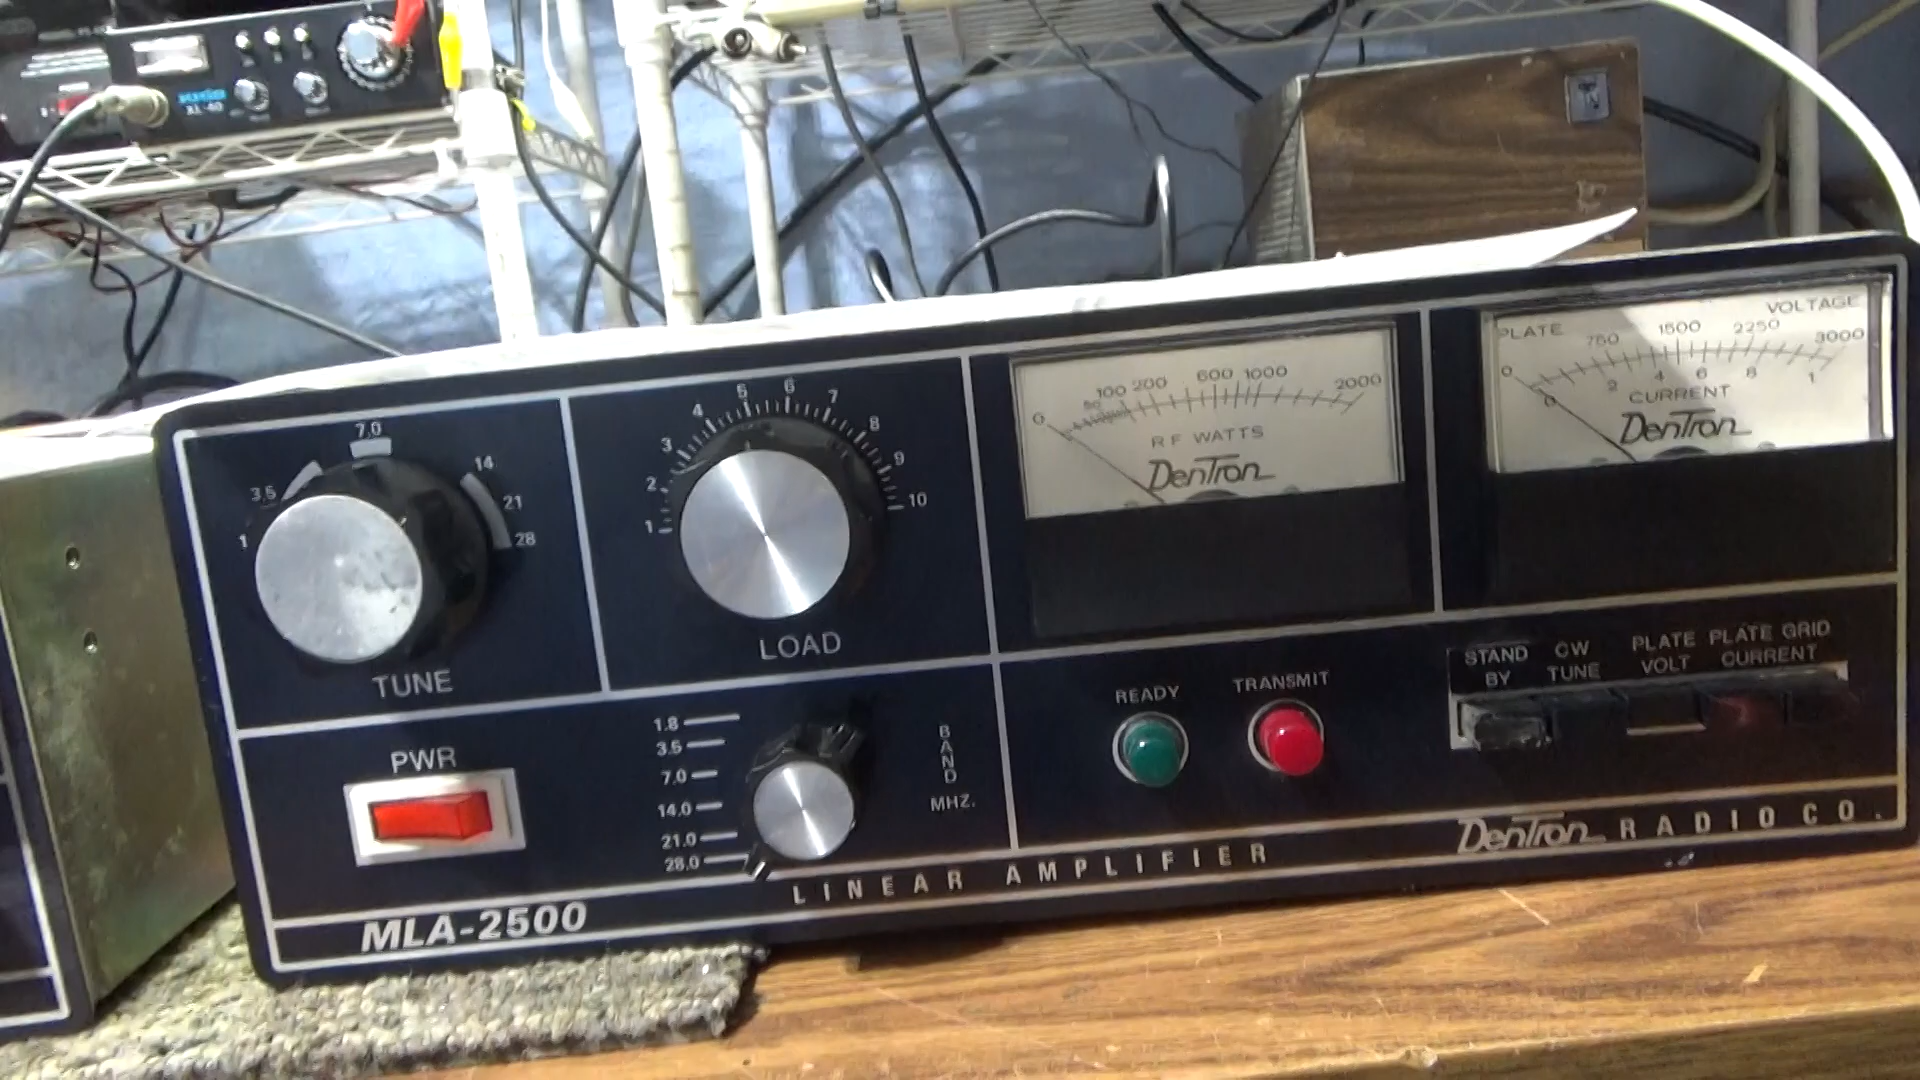 XL-40
7.0
3.5
14
21
1
28
TUNE
5 6 7
4 8
3 9
2 10
1
LOAD
0 50 100 200 600 1000 2000
RF WATTS
DenTron
VOLTAGE
PLATE 750 1500 2250 3000
0 2 4 6 8 1
0
CURRENT
DenTron
PWR
1.8
3.5
7.0
14.0
21.0
28.0
BAND
MHZ.
READY
TRANSMIT
STAND BY
CW TUNE
PLATE VOLT
PLATE GRID
CURRENT
LINEAR AMPLIFIER
DenTron RADIO CO.
MLA-2500